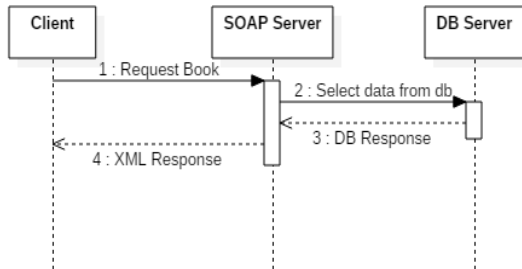 Client
SOAP Server
DB Server
1 : Request Book
2 : Select data from db
3 : DB Response
4 : XML Response